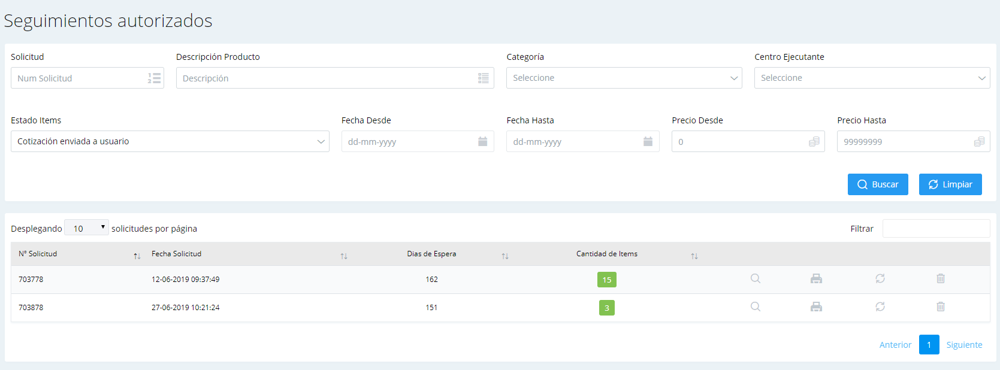 Seguimientos autorizados
Solicitud Descripción Producto Categoría Centro Ejecutante
Num Solicitud Descripción Seleccione Seleccione
Estado Items Fecha Desde Fecha Hasta Precio Desde Precio Hasta
Cotización enviada a usuario dd-mm-yyyy dd-mm-yyyy 0 99999999
Buscar Limpiar
Desplegando 10 solicitudes por página Filtrar
Nº Solicitud Fecha Solicitud Dias de Espera Cantidad de Items
703778 12-06-2019 09:37:49 162 15
703878 27-06-2019 10:21:24 151 3
Anterior 1 Siguiente